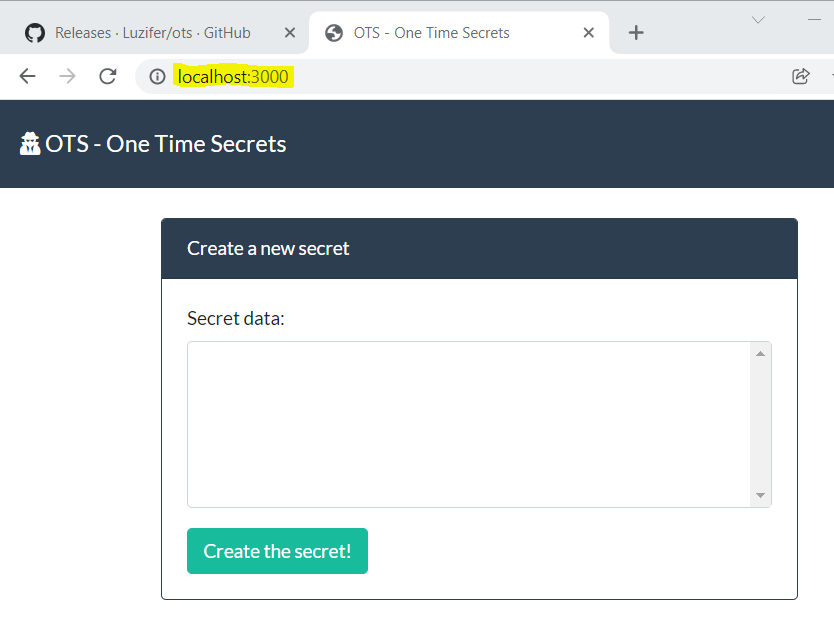 Releases · Luzifer/ots · GitHub
OTS - One Time Secrets
localhost:3000
OTS - One Time Secrets
Create a new secret
Secret data:
Create the secret!